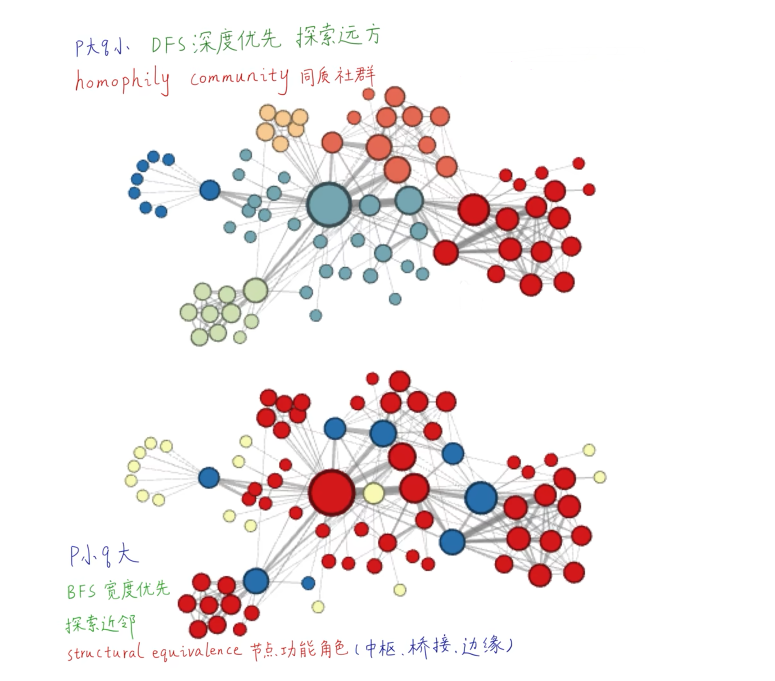 P大q小 DFS深度优先 探索远方
homophily community 同质社群
P小q大
BFS 宽度优先
探索近邻
structural equivalence 节点功能角色(中枢、桥接、边缘)